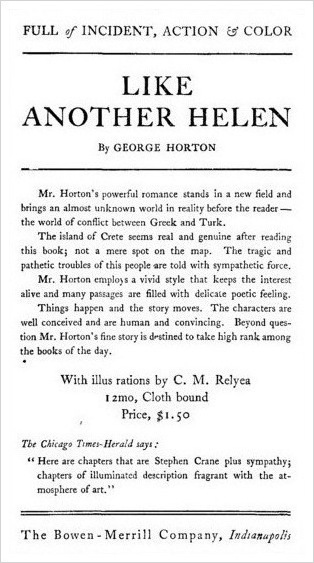 FULL of INCIDENT, ACTION & COLOR
LIKE
ANOTHER HELEN
By GEORGE HORTON
Mr. Horton's powerful romance stands in a new field and
brings an almost unknown world in reality before the reader—
the world of conflict between Greek and Turk.
The island of Crete seems real and genuine after reading
this book; not a mere spot on the map. The tragic and
pathetic troubles of this people are told with sympathetic force.
Mr. Horton employs a vivid style that keeps the interest
alive and many passages are filled with delicate poetic feeling.
Things happen and the story moves. The characters are
well conceived and are human and convincing. Beyond ques-
tion Mr. Horton's fine story is destined to take high rank among
the books of the day.
With illus rations by C. M. Relyea
12mo, Cloth bound
Price, $1.50
The Chicago Times-Herald says:
"Here are chapters that are Stephen Crane plus sympathy;
chapters of illuminated description fragrant with the at-
mosphere of art."
The Bowen-Merrill Company, Indianapolis